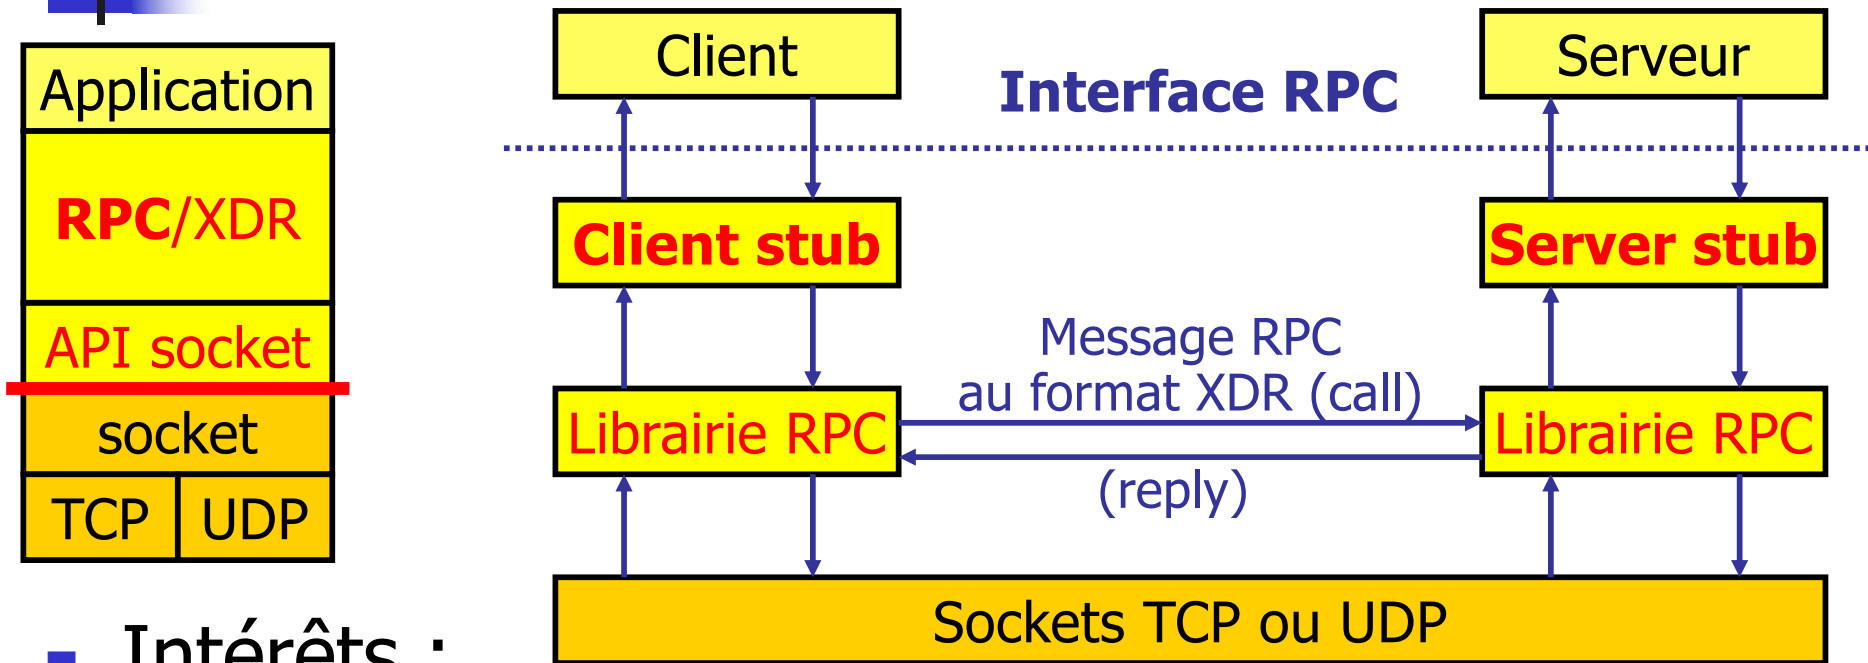 Application
RPC/XDR
API socket
socket
TCP
UDP
Client
Serveur
Interface RPC
Client stub
Server stub
Message RPC
au format XDR (call)
Librairie RPC
Librairie RPC
(reply)
Sockets TCP ou UDP
Intérêts :